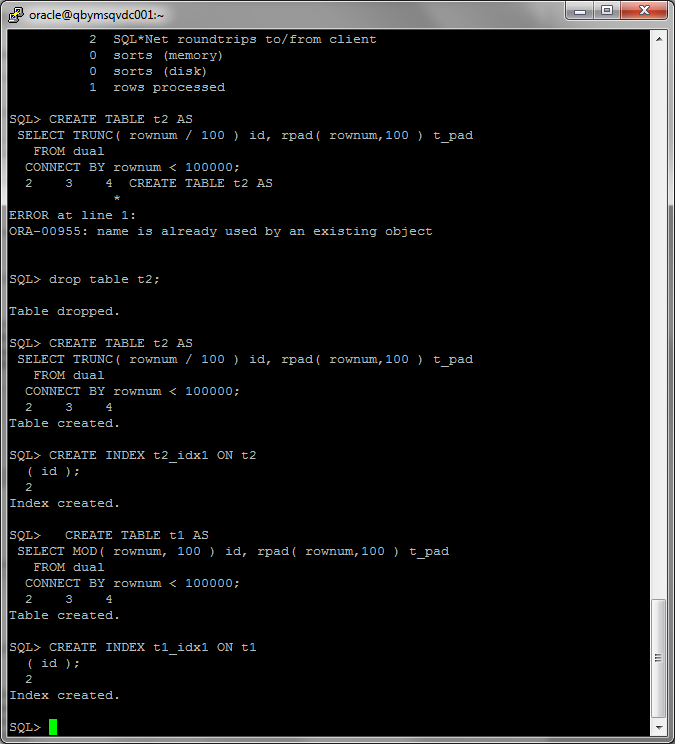 oracle@qbymsqvdc001:~
2  SQL*Net roundtrips to/from client
0  sorts (memory)
0  sorts (disk)
1  rows processed
SQL> CREATE TABLE t2 AS
SELECT TRUNC( rownum / 100 ) id, rpad( rownum,100 ) t_pad
FROM dual
CONNECT BY rownum < 100000;
2    3    4  CREATE TABLE t2 AS
*
ERROR at line 1:
ORA-00955: name is already used by an existing object
SQL> drop table t2;
Table dropped.
SQL> CREATE TABLE t2 AS
SELECT TRUNC( rownum / 100 ) id, rpad( rownum,100 ) t_pad
FROM dual
CONNECT BY rownum < 100000;
2    3    4
Table created.
SQL> CREATE INDEX t2_idx1 ON t2
( id );
2
Index created.
SQL>   CREATE TABLE t1 AS
SELECT MOD( rownum, 100 ) id, rpad( rownum,100 ) t_pad
FROM dual
CONNECT BY rownum < 100000;
2    3    4
Table created.
SQL> CREATE INDEX t1_idx1 ON t1
( id );
2
Index created.
SQL>